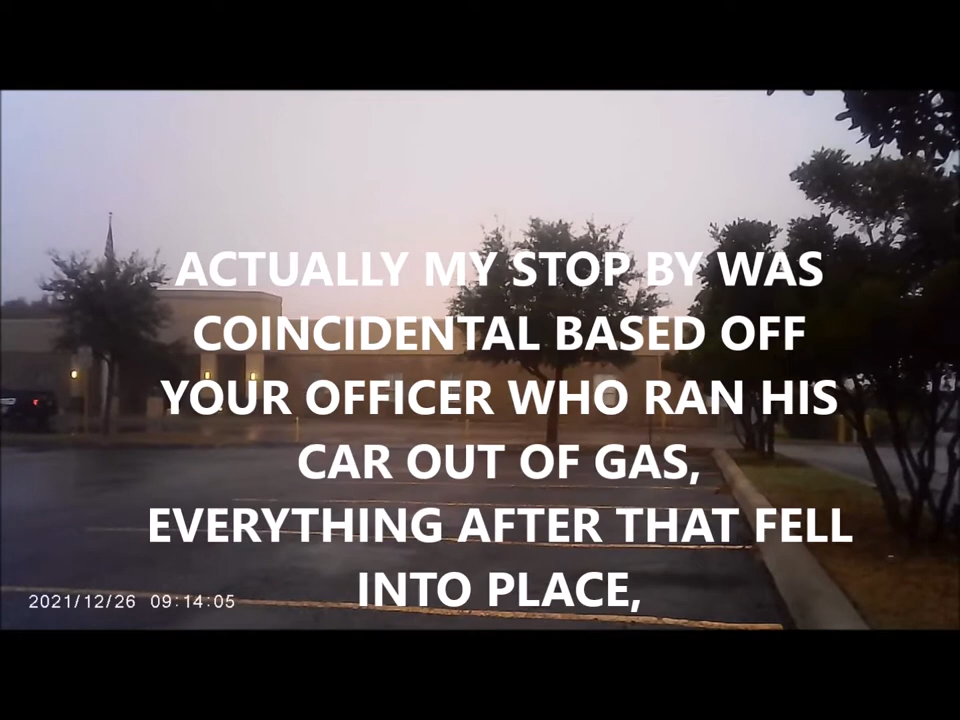 ACTUALLY MY STOP BY WAS
COINCIDENTAL BASED OFF
YOUR OFFICER WHO RAN HIS
CAR OUT OF GAS,
EVERYTHING AFTER THAT FELL
INTO PLACE,
2021/12/26 09:14:05